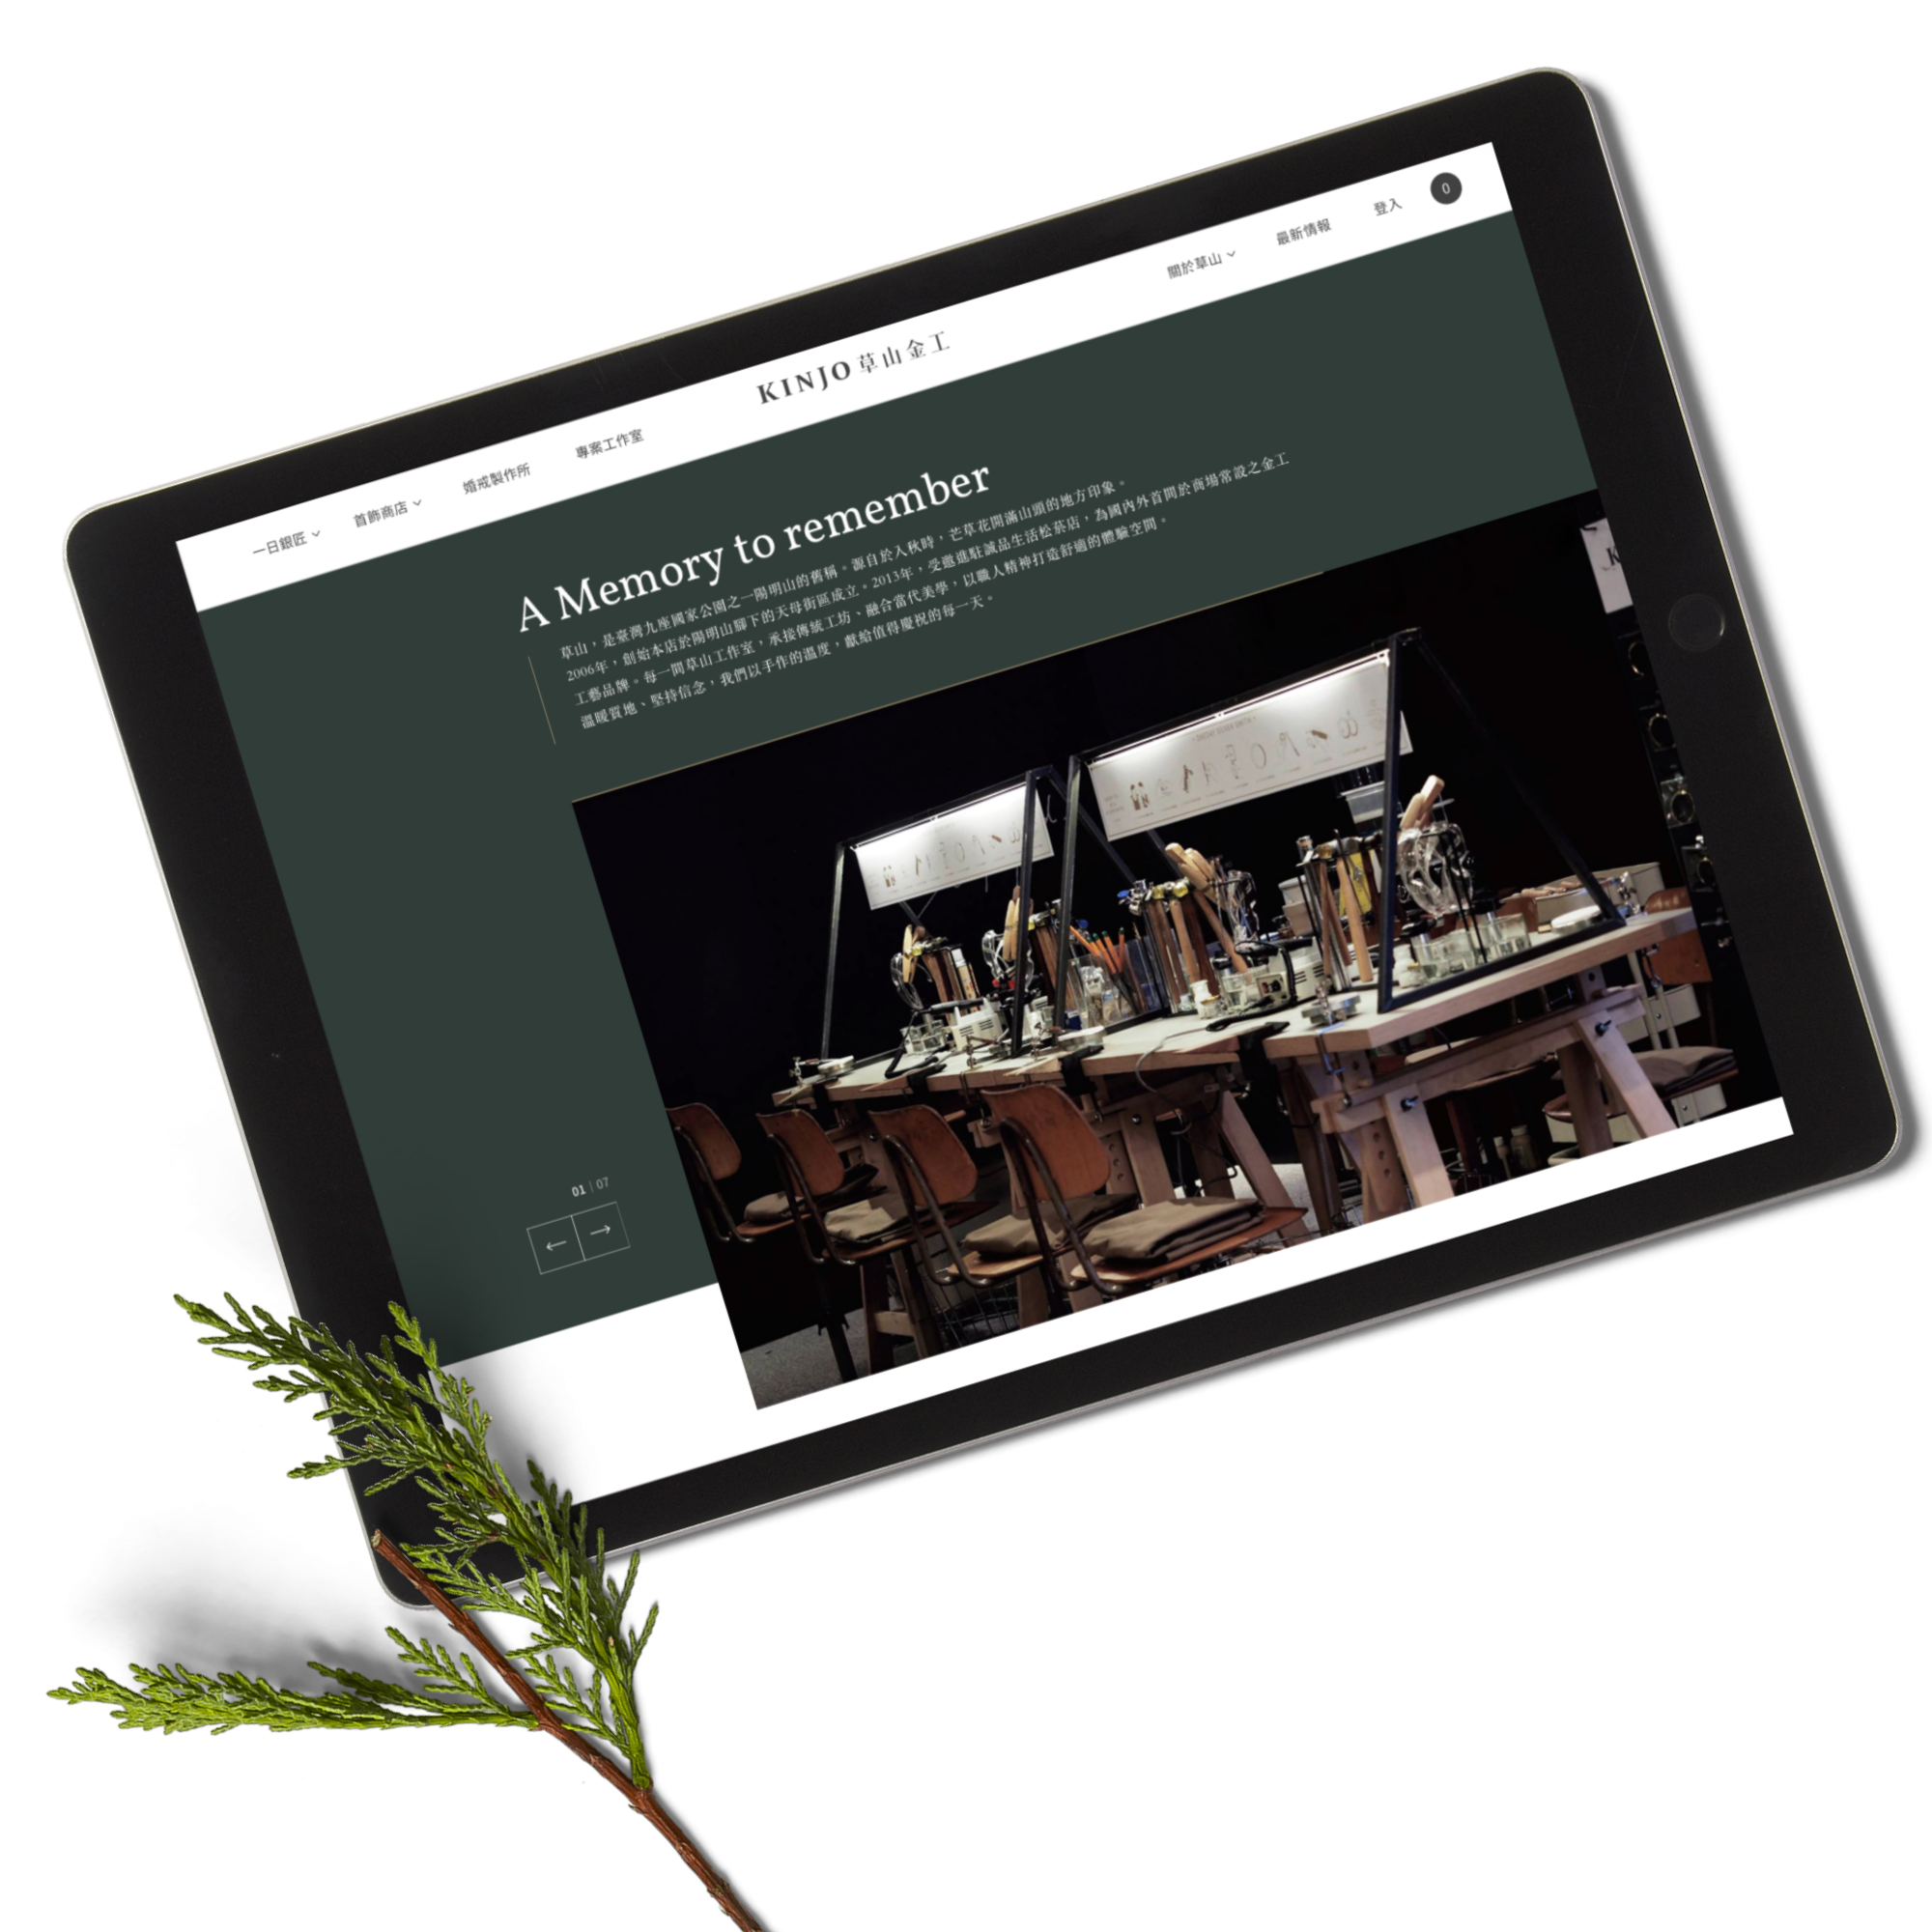 一日銀匠
首飾商店
婚戒製作所
專案工作室
KINJO 草山金工
關於草山
最新情報
登入
0
A Memory to remember
草山，是臺灣九座國家公園之一陽明山的舊稱。源自於入秋時，芒草花開滿山頭的地方印象。
2006年，創始本店於陽明山腳下的天母街區成立。2013年，受邀進駐誠品生活松菸店，為國內外首間於商場常設之金工
工藝品牌。每一間草山工作室，承接傳統工坊、融合當代美學，以職人精神打造舒適的體驗空間。
溫暖質地、堅持信念，我們以手作的溫度，獻給值得慶祝的每一天。
01 | 07